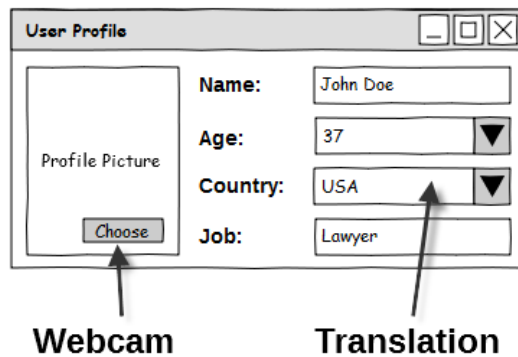 User Profile
Name: John Doe
Age: 37
Profile Picture
Country: USA
Choose
Job: Lawyer
Webcam Translation